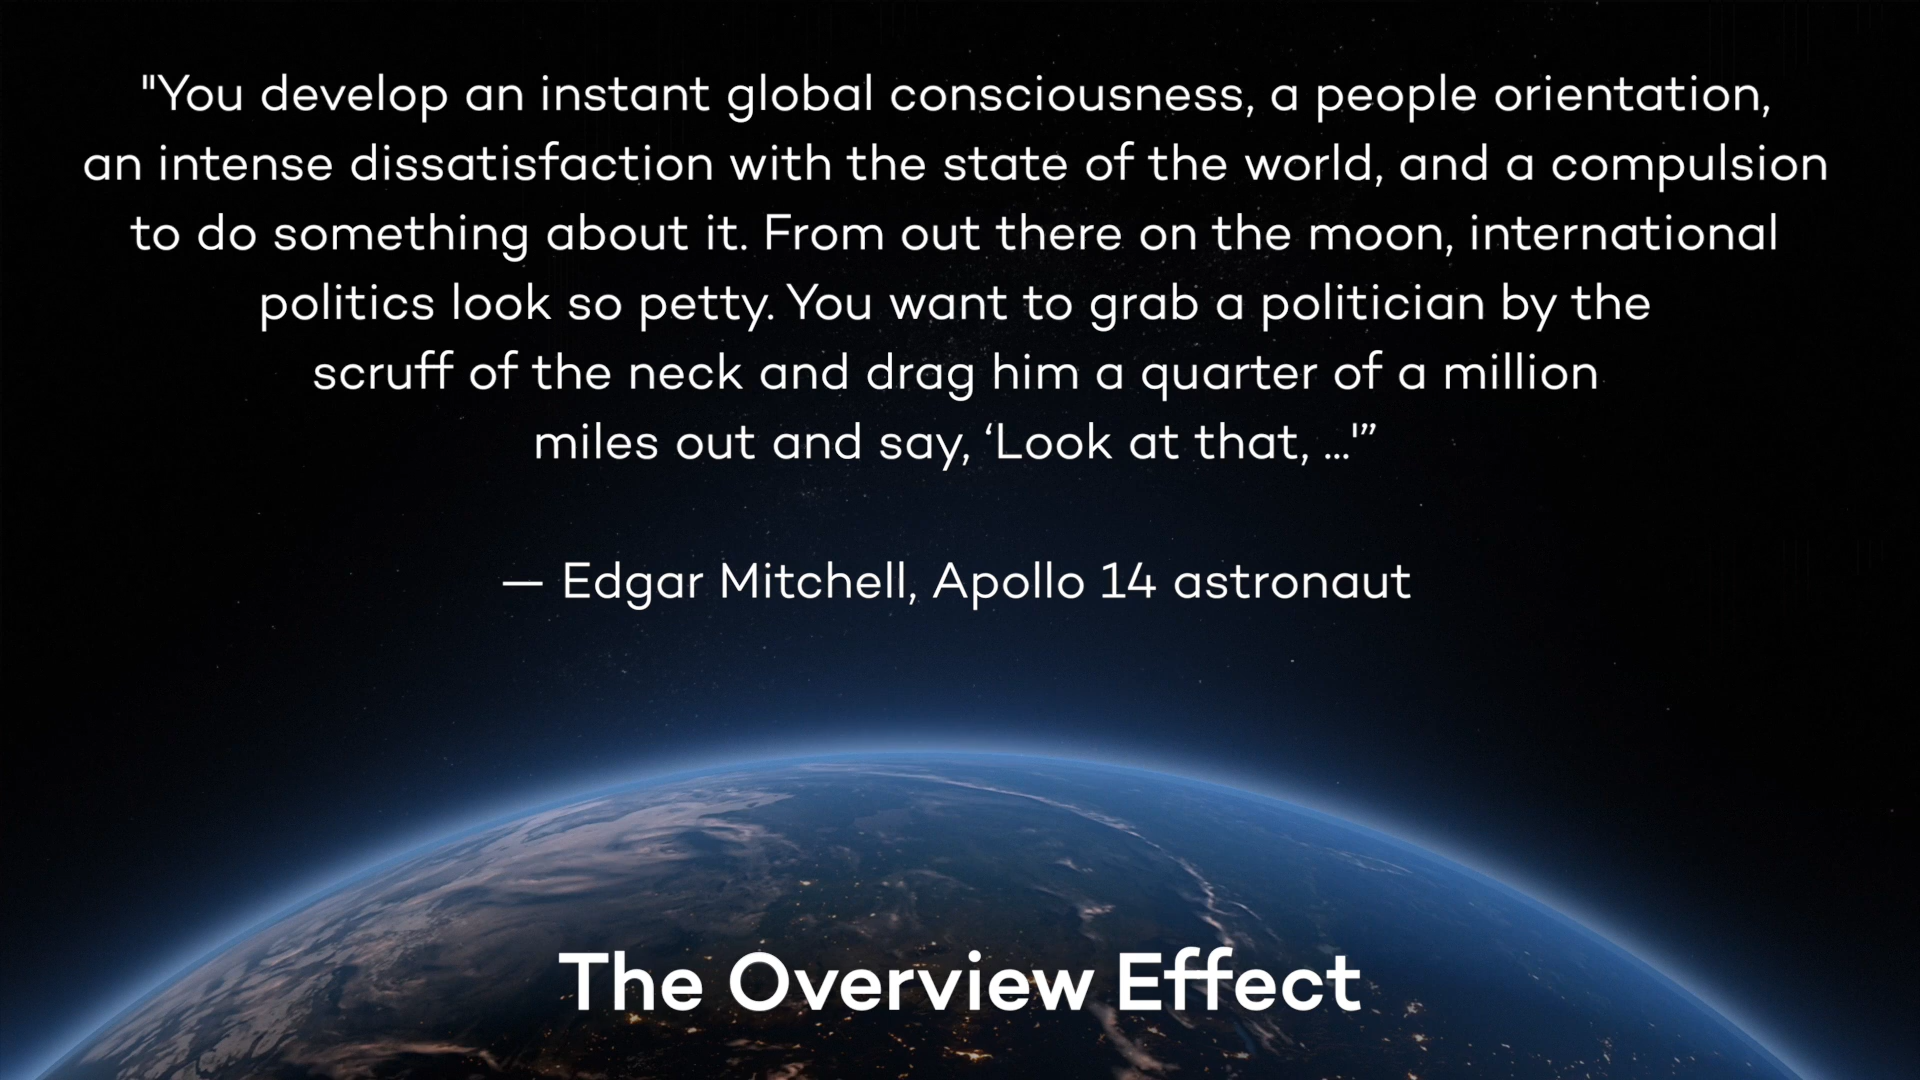 "You develop an instant global consciousness, a people orientation,
an intense dissatisfaction with the state of the world, and a compulsion
to do something about it. From out there on the moon, international
politics look so petty. You want to grab a politician by the
scruff of the neck and drag him a quarter of a million
miles out and say, ‘Look at that, ...'”
— Edgar Mitchell, Apollo 14 astronaut
The Overview Effect